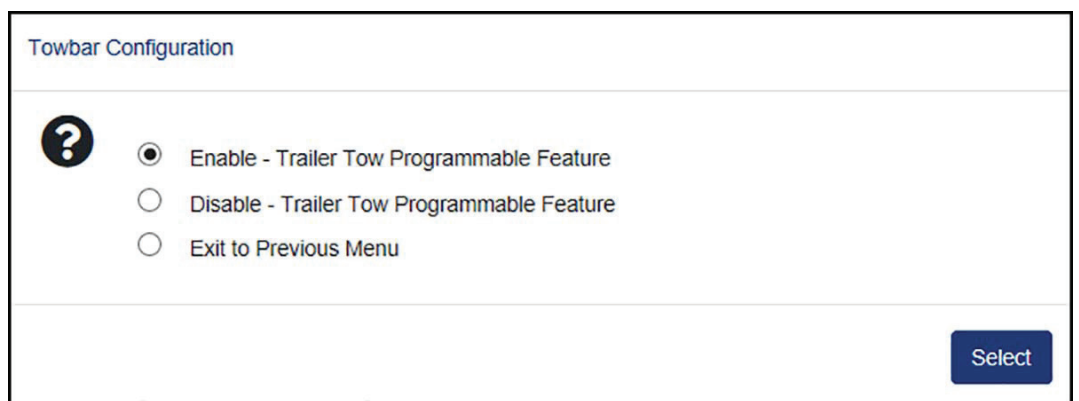 Towbar Configuration
Enable - Trailer Tow Programmable Feature
Disable - Trailer Tow Programmable Feature
Exit to Previous Menu
Select